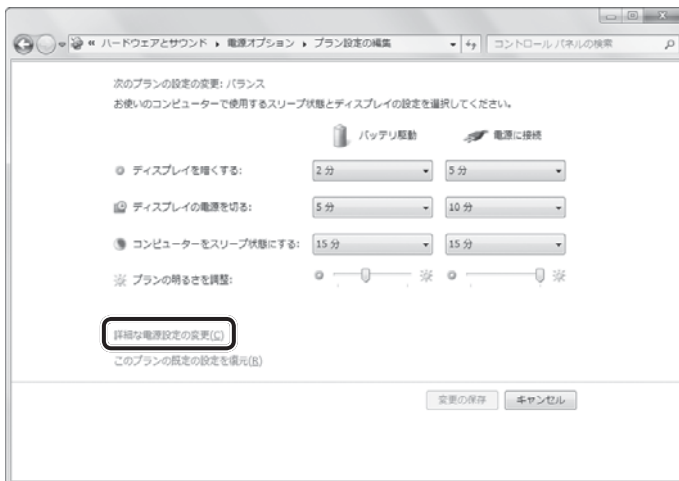 « ハードウェアとサウンド ▸ 電源オプション ▸ プラン設定の編集 コントロール パネルの検索
次のプランの設定の変更: バランス
お使いのコンピューターで使用するスリープ状態とディスプレイの設定を選択してください。
バッテリ駆動 電源に接続
ディスプレイを暗くする: 2 分 5 分
ディスプレイの電源を切る: 5 分 10 分
コンピューターをスリープ状態にする: 15 分 15 分
プランの明るさを調整:
詳細な電源設定の変更(C)
このプランの既定の設定を復元(R)
変更の保存 キャンセル